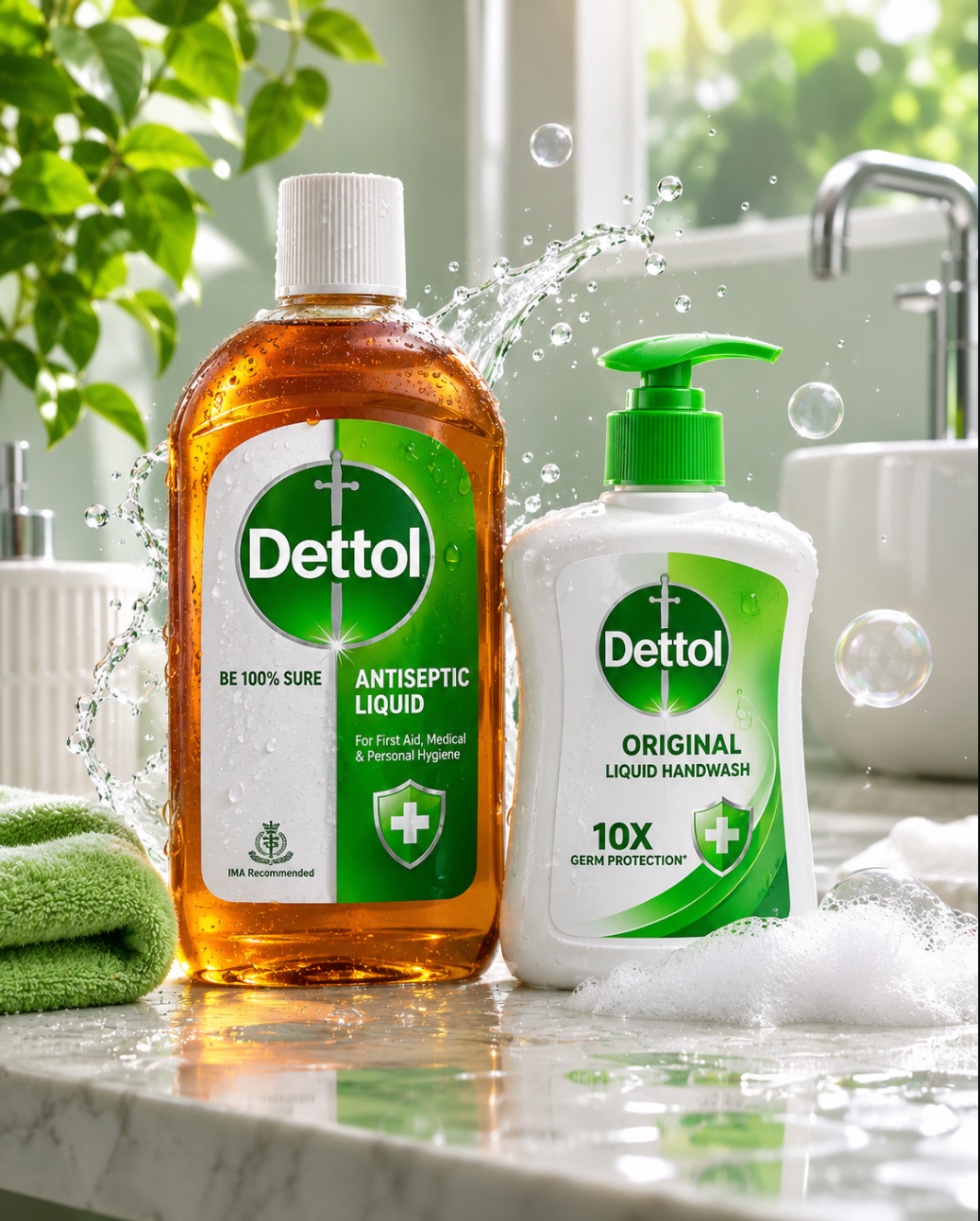 Dettol
BE 100% SURE
ANTISEPTIC
LIQUID
For First Aid, Medical
& Personal Hygiene
IMA Recommended
Dettol
ORIGINAL
LIQUID HANDWASH
10X
GERM PROTECTION*